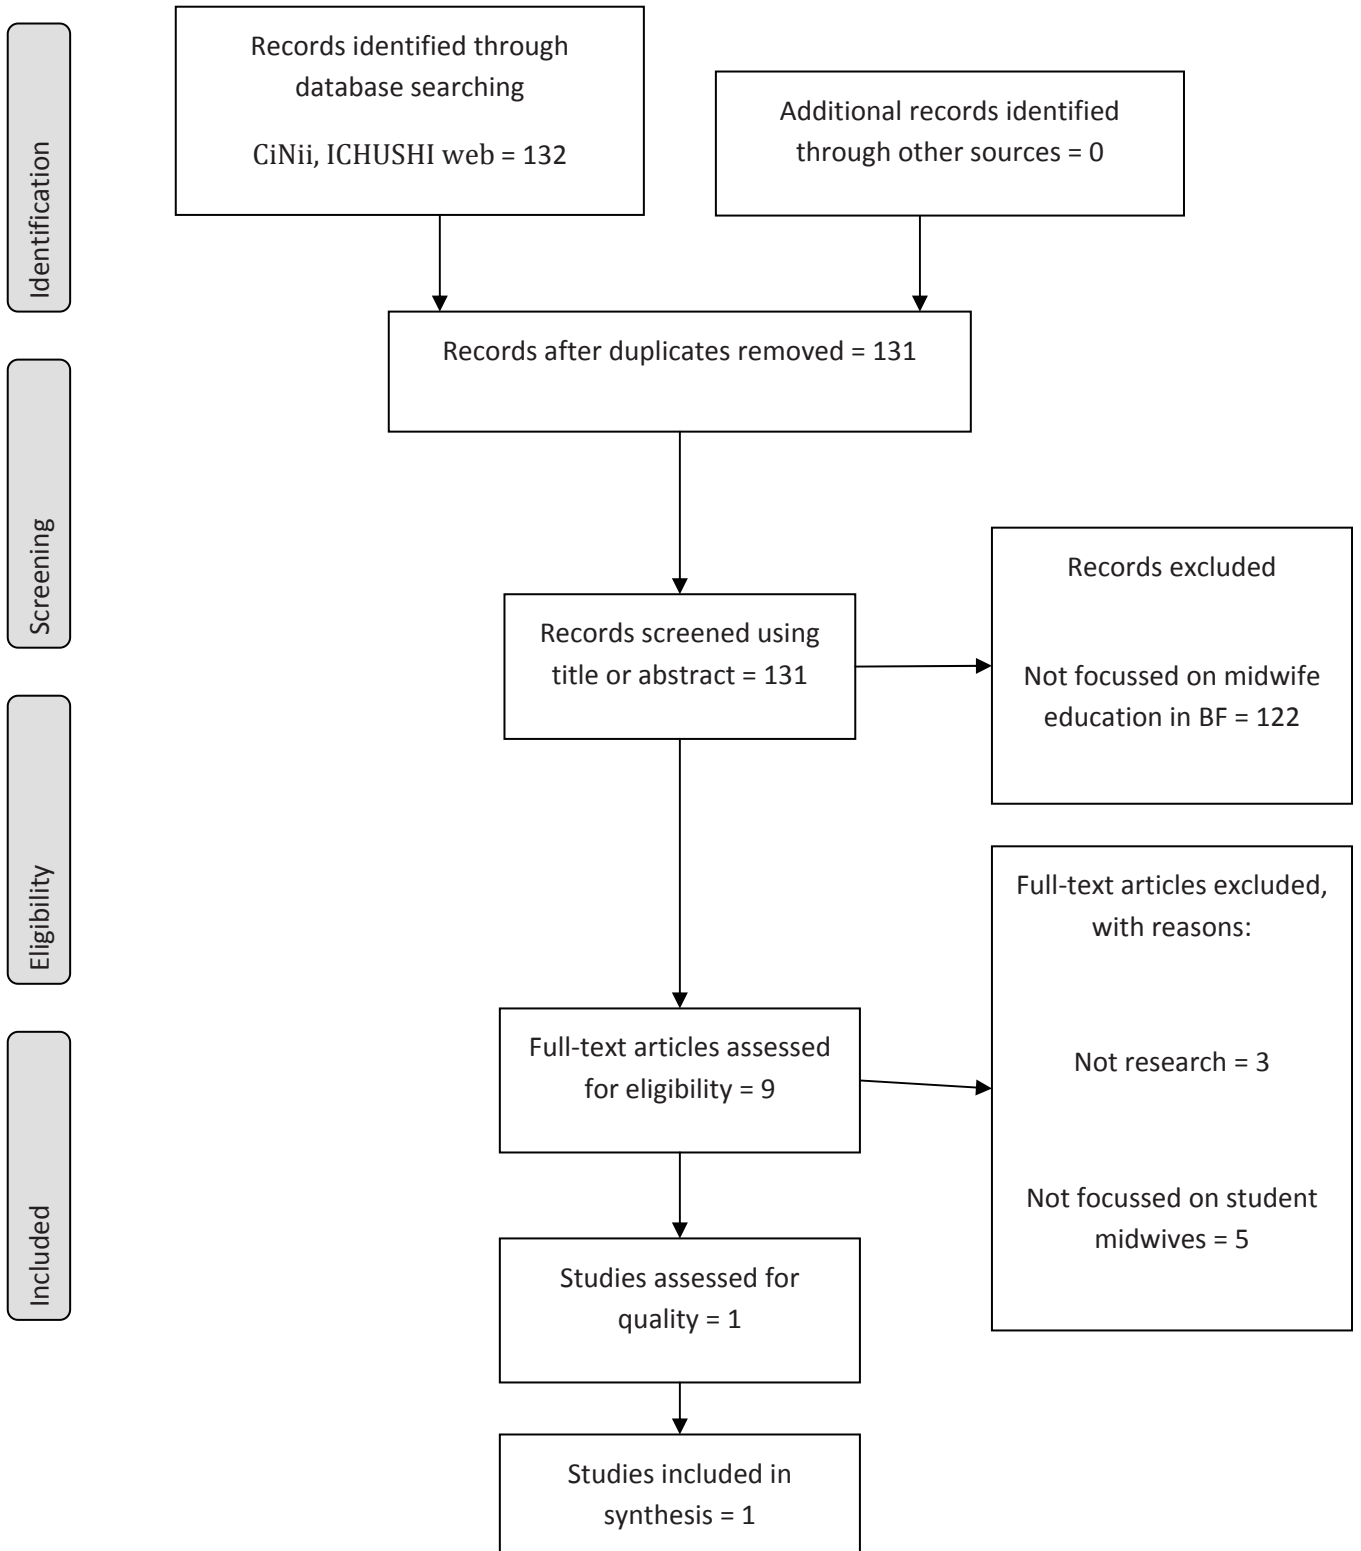 Identification
Records identified through
database searching
CiNii, ICHUSHI web = 132
Additional records identified
through other sources = 0
Records after duplicates removed = 131
Screening
Records screened using
title or abstract = 131
Records excluded
Not focussed on midwife
education in BF = 122
Eligibility
Full-text articles assessed
for eligibility = 9
Full-text articles excluded,
with reasons:
Not research = 3
Not focussed on student
midwives = 5
Included
Studies assessed for
quality = 1
Studies included in
synthesis = 1